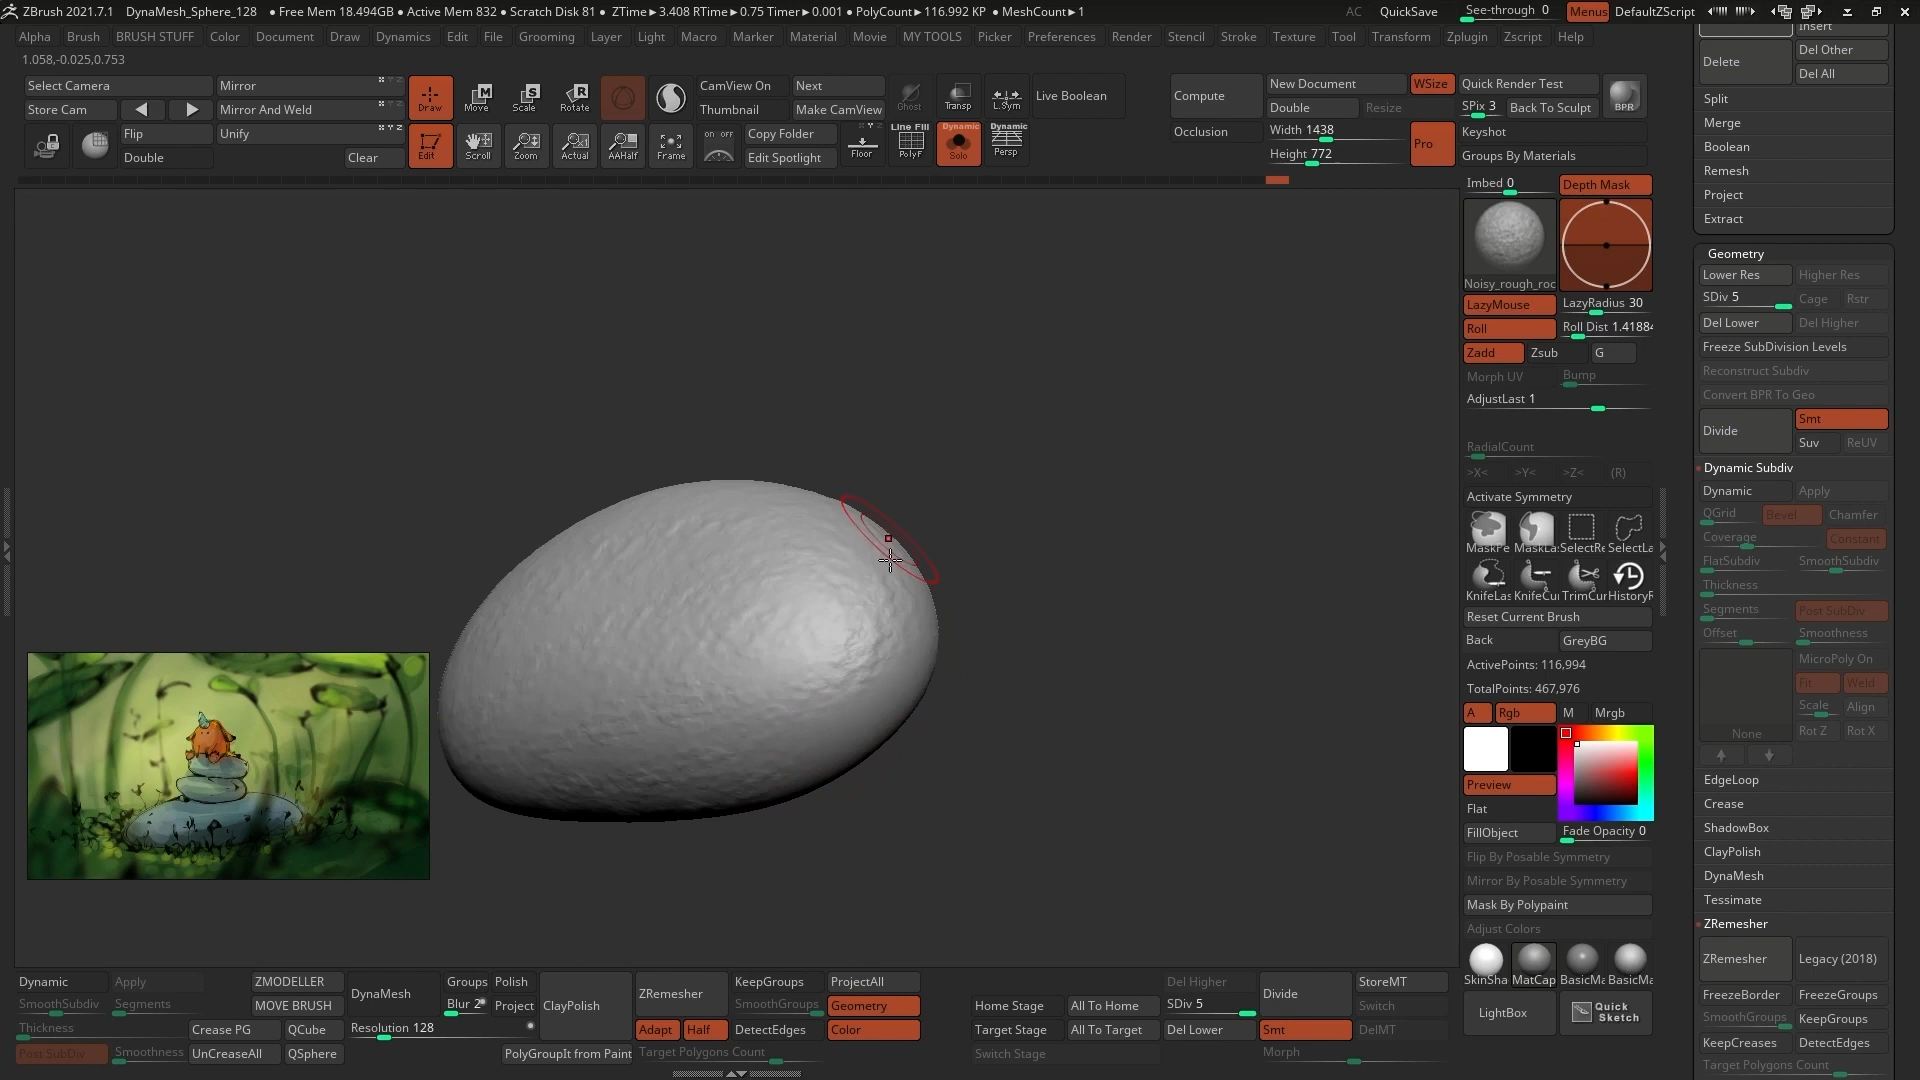 ZBrush 2021.7.1 DynaMesh_Sphere_128 ● Free Mem 18.494GB ● Active Mem 832 ● Scratch Disk 81 ● ZTime►3.408 RTime►0.75 Timer►0.001 ● PolyCount►116.992 KP ● MeshCount►1 AC QuickSave See-through 0 Menus DefaultZScript
Alpha Brush BRUSH STUFF Color Document Draw Dynamics Edit File Grooming Layer Light Macro Marker Material Movie MY TOOLS Picker Preferences Render Stencil Stroke Texture Tool Transform Zplugin Zscript Help
1.058,-0.025,0.753
Select Camera Mirror CamView On Next
Store Cam Mirror And Weld Thumbnail Make CamView
Flip Unify Copy Folder
Double Clear Edit Spotlight
Draw Move Scale Rotate Ghost Transp L.Sym Live Boolean
Edit Scroll Zoom Actual AAHalf Frame ON OFF Floor Line Fill PolyF Dynamic Solo Dynamic Persp
Compute New Document WSize Quick Render Test
Double Resize SPix 3 Back To Sculpt BPR
Occlusion Width 1438 Pro Keyshot
Height 772 Groups By Materials
Imbed 0 Depth Mask
Noisy_rough_roc
LazyMouse LazyRadius 30
Roll Roll Dist 1.41884
Zadd Zsub G
Morph UV Bump
AdjustLast 1
RadialCount
>X< >Y< >Z< (R)
Activate Symmetry
MaskPe MaskLa SelectRe SelectLa
KnifeLas KnifeCu TrimCur HistoryR
Reset Current Brush
Back GreyBG
ActivePoints: 116,994
TotalPoints: 467,976
A Rgb M Mrgb
Preview
Flat
FillObject Fade Opacity 0
Flip By Posable Symmetry
Mirror By Posable Symmetry
Mask By Polypaint
Adjust Colors
SkinSha MatCap BasicMa BasicMa
LightBox Quick Sketch
Insert
Delete Del Other
Del All
Split
Merge
Boolean
Remesh
Project
Extract
Geometry
Lower Res Higher Res
SDiv 5 Cage Rstr
Del Lower Del Higher
Freeze SubDivision Levels
Reconstruct Subdiv
Convert BPR To Geo
Divide Smt
Suv ReUV
Dynamic Subdiv
Dynamic Apply
QGrid Bevel Chamfer
Coverage Constant
FlatSubdiv SmoothSubdiv
Thickness
Segments Post SubDiv
Offset Smoothness
MicroPoly On
Fit Weld
Scale Align
None Rot Z Rot X
EdgeLoop
Crease
ShadowBox
ClayPolish
DynaMesh
Tessimate
ZRemesher
ZRemesher Legacy (2018)
FreezeBorder FreezeGroups
SmoothGroups KeepGroups
KeepCreases DetectEdges
Target Polygons Count
Dynamic Apply ZMODELLER DynaMesh Groups Polish ClayPolish ZRemesher KeepGroups ProjectAll Del Higher Divide StoreMT
SmoothSubdiv Segments MOVE BRUSH Blur 2 Project SmoothGroups Geometry Home Stage All To Home SDiv 5 Switch
Thickness Crease PG QCube Resolution 128 Adapt Half DetectEdges Color Target Stage All To Target Del Lower Smt DelMT
Post SubDiv Smoothness UnCreaseAll QSphere PolyGroupIt from Paint Target Polygons Count Switch Stage Morph